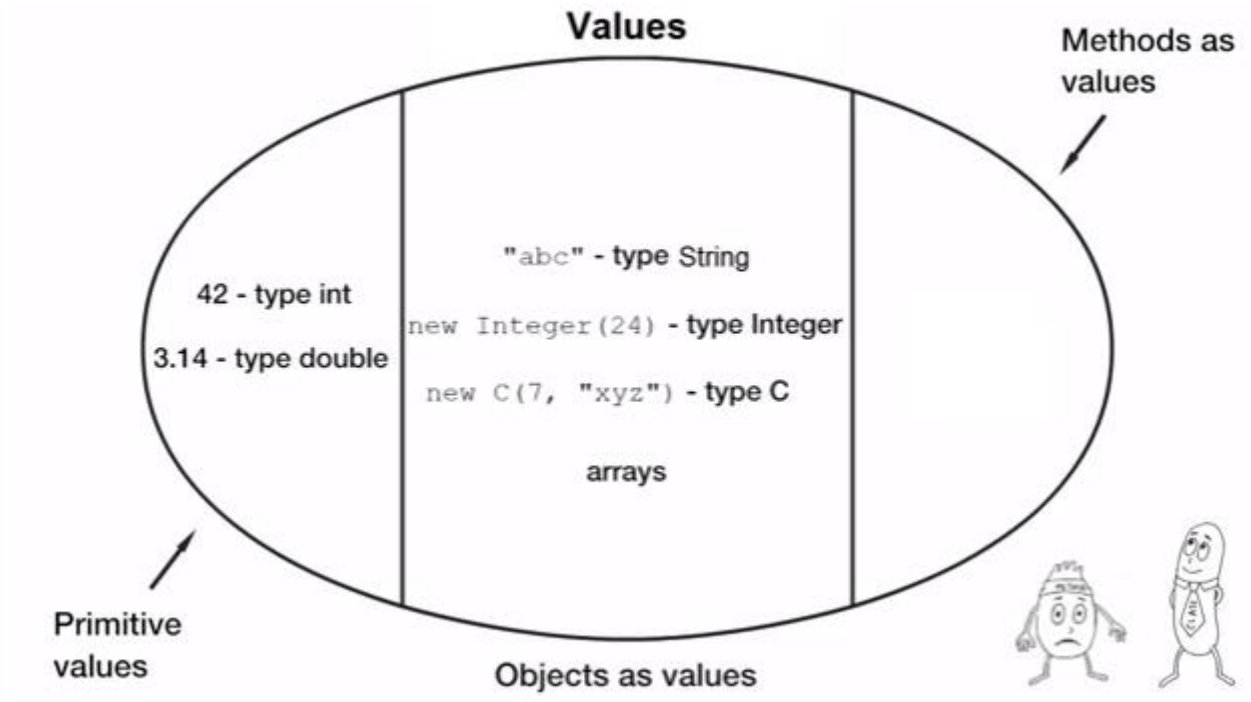 Values
Methods as
values
"abc" - type String
42 - type int
new Integer(24) - type Integer
3.14 - type double
new C(7, "xyz") - type C
arrays
Primitive
values
Objects as values
CLASS